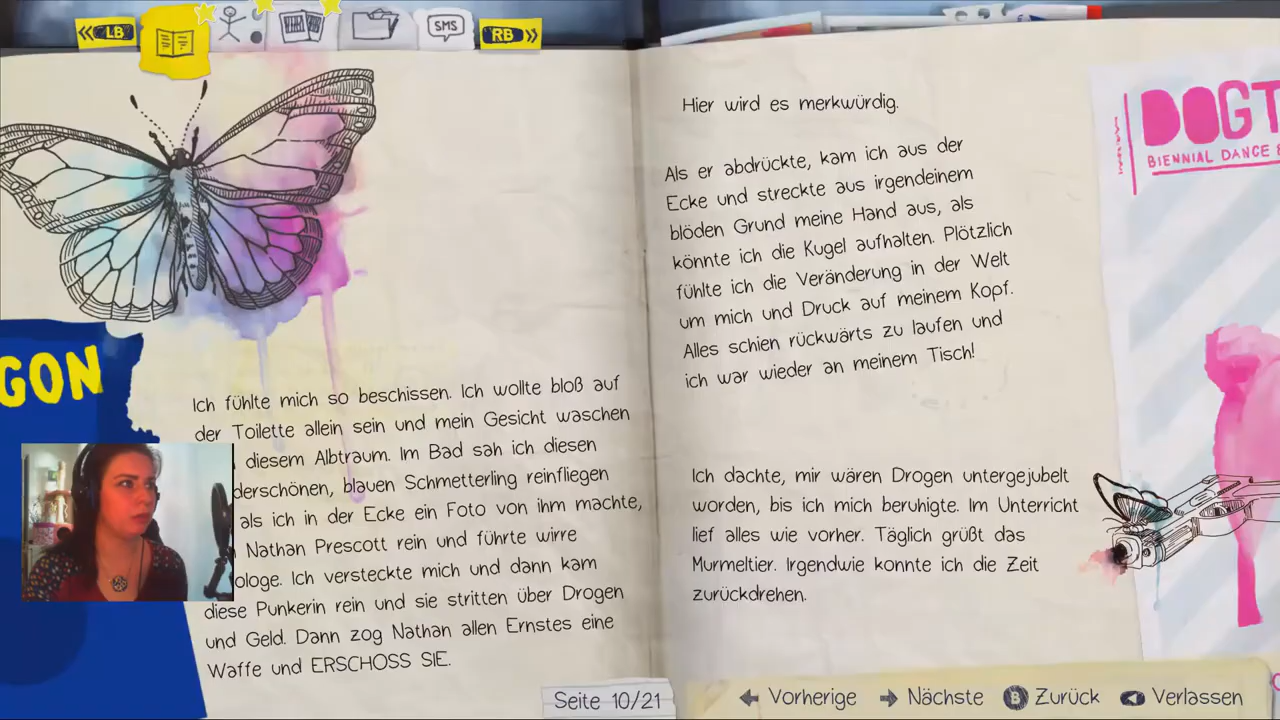 LB
SMS
RB
GON
Ich fühlte mich so beschissen. Ich wollte bloß auf
der Toilette allein sein und mein Gesicht waschen
diesem Albtraum. Im Bad sah ich diesen
derschönen, blauen Schmetterling reinfliegen
als ich in der Ecke ein Foto von ihm machte,
Nathan Prescott rein und führte wirre
ologe. Ich versteckte mich und dann kam
diese Punkerin rein und sie stritten über Drogen
und Geld. Dann zog Nathan allen Ernstes eine
Waffe und ERSCHOSS SIE.
Hier wird es merkwürdig.
Als er abdrückte, kam ich aus der
Ecke und streckte aus irgendeinem
blöden Grund meine Hand aus, als
könnte ich die Kugel aufhalten. Plötzlich
fühlte ich die Veränderung in der Welt
um mich und Druck auf meinem Kopf.
Alles schien rückwärts zu laufen und
ich war wieder an meinem Tisch!
Ich dachte, mir wären Drogen untergejubelt
worden, bis ich mich beruhigte. Im Unterricht
lief alles wie vorher. Täglich grüßt das
Murmeltier. Irgendwie konnte ich die Zeit
zurückdrehen.
DOGT
BIENNIAL DANCE &
Seite 10/21
Vorherige
Nächste
B Zurück
Verlassen